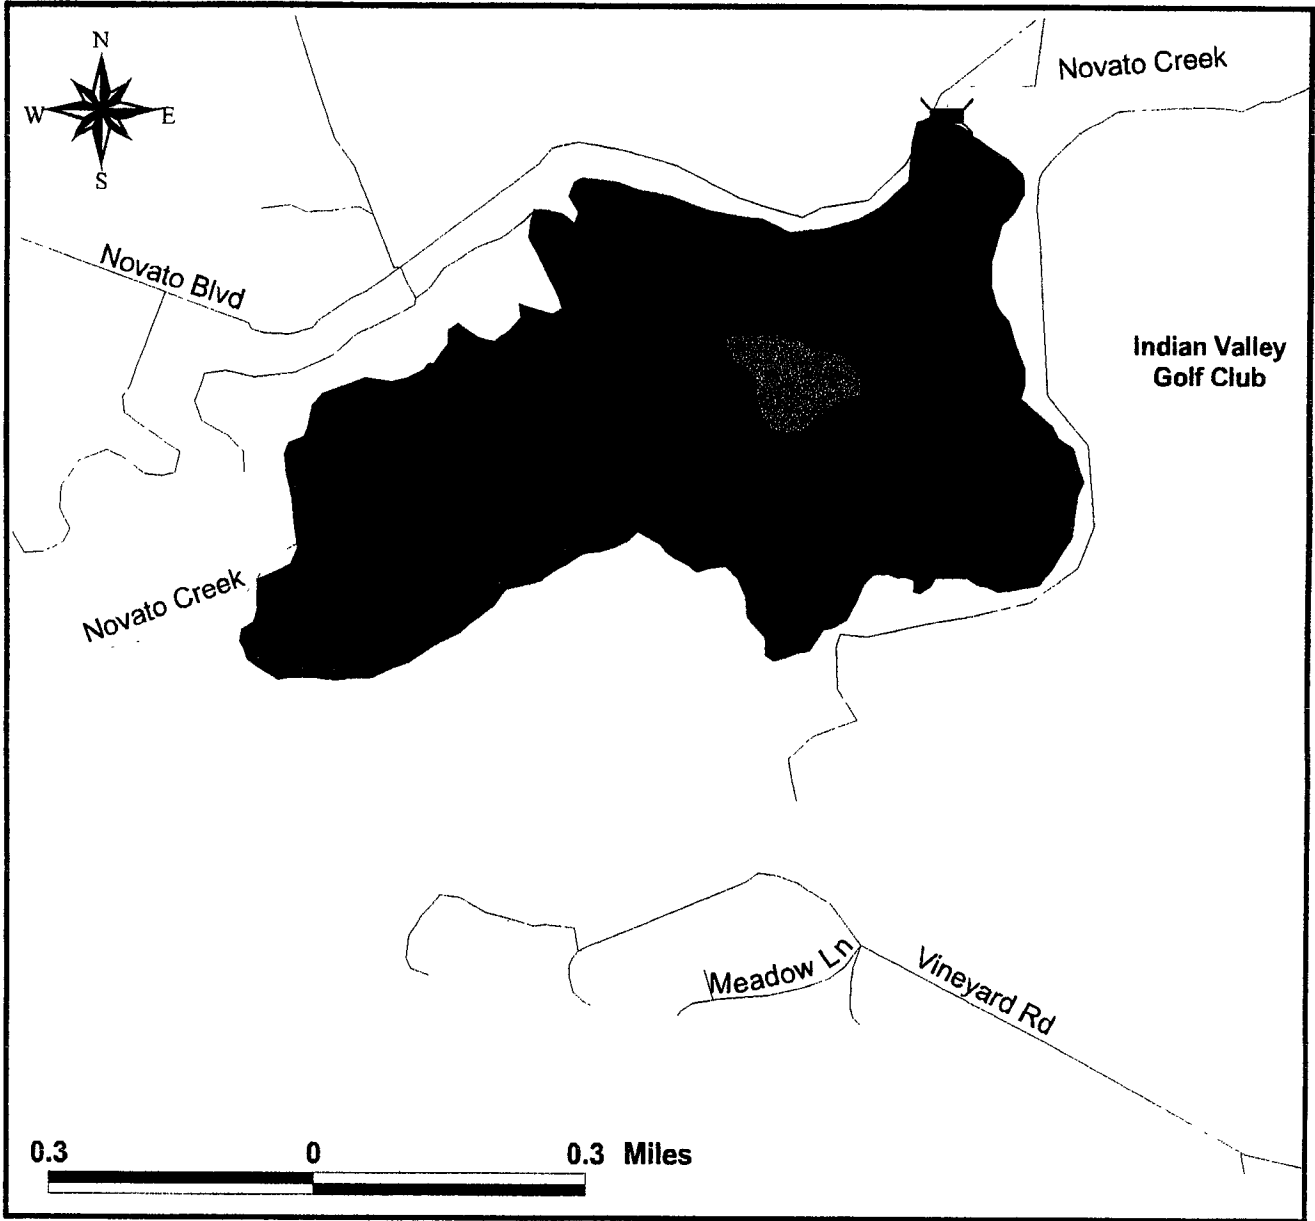 N
Novato Creek
W E
S
Novato Blvd
Indian Valley
Golf Club
Novato Creek
Meadow Ln
Vineyard Rd
0.3 0 0.3 Miles